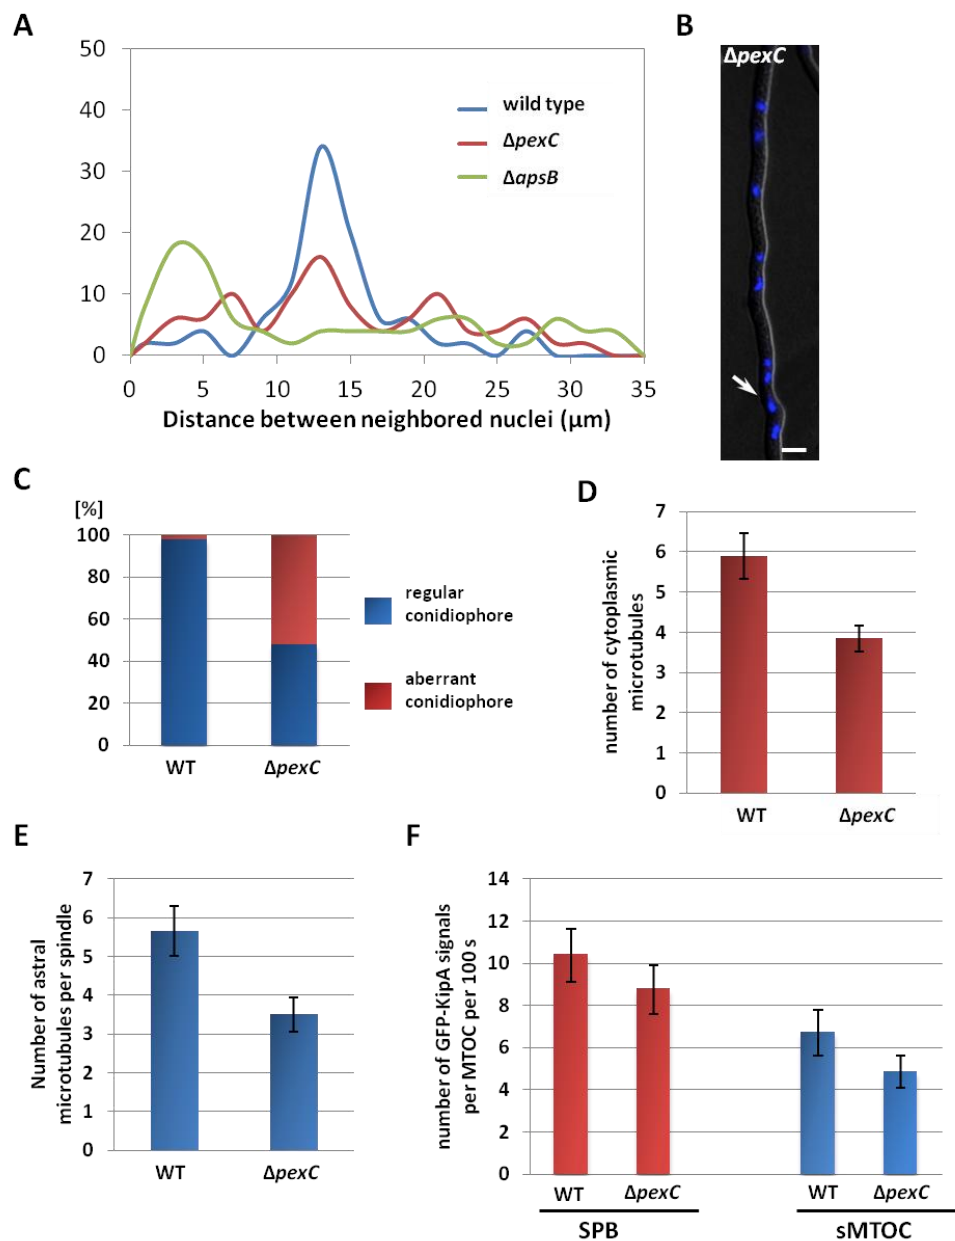 A
50
40
30
20
10
0
wild type
ΔpexC
ΔapsB
0 5 10 15 20 25 30 35
Distance between neighbored nuclei (µm)
B
ΔpexC
C
[%]
100
80
60
40
20
0
WT ΔpexC
regular
conidiophore
aberrant
conidiophore
D
number of cytoplasmic
microtubules
7
6
5
4
3
2
1
0
WT ΔpexC
E
Number of astral
microtubules per spindle
7
6
5
4
3
2
1
0
WT ΔpexC
F
number of GFP-KipA signals
per MTOC per 100 s
14
12
10
8
6
4
2
0
WT ΔpexC WT ΔpexC
SPB sMTOC